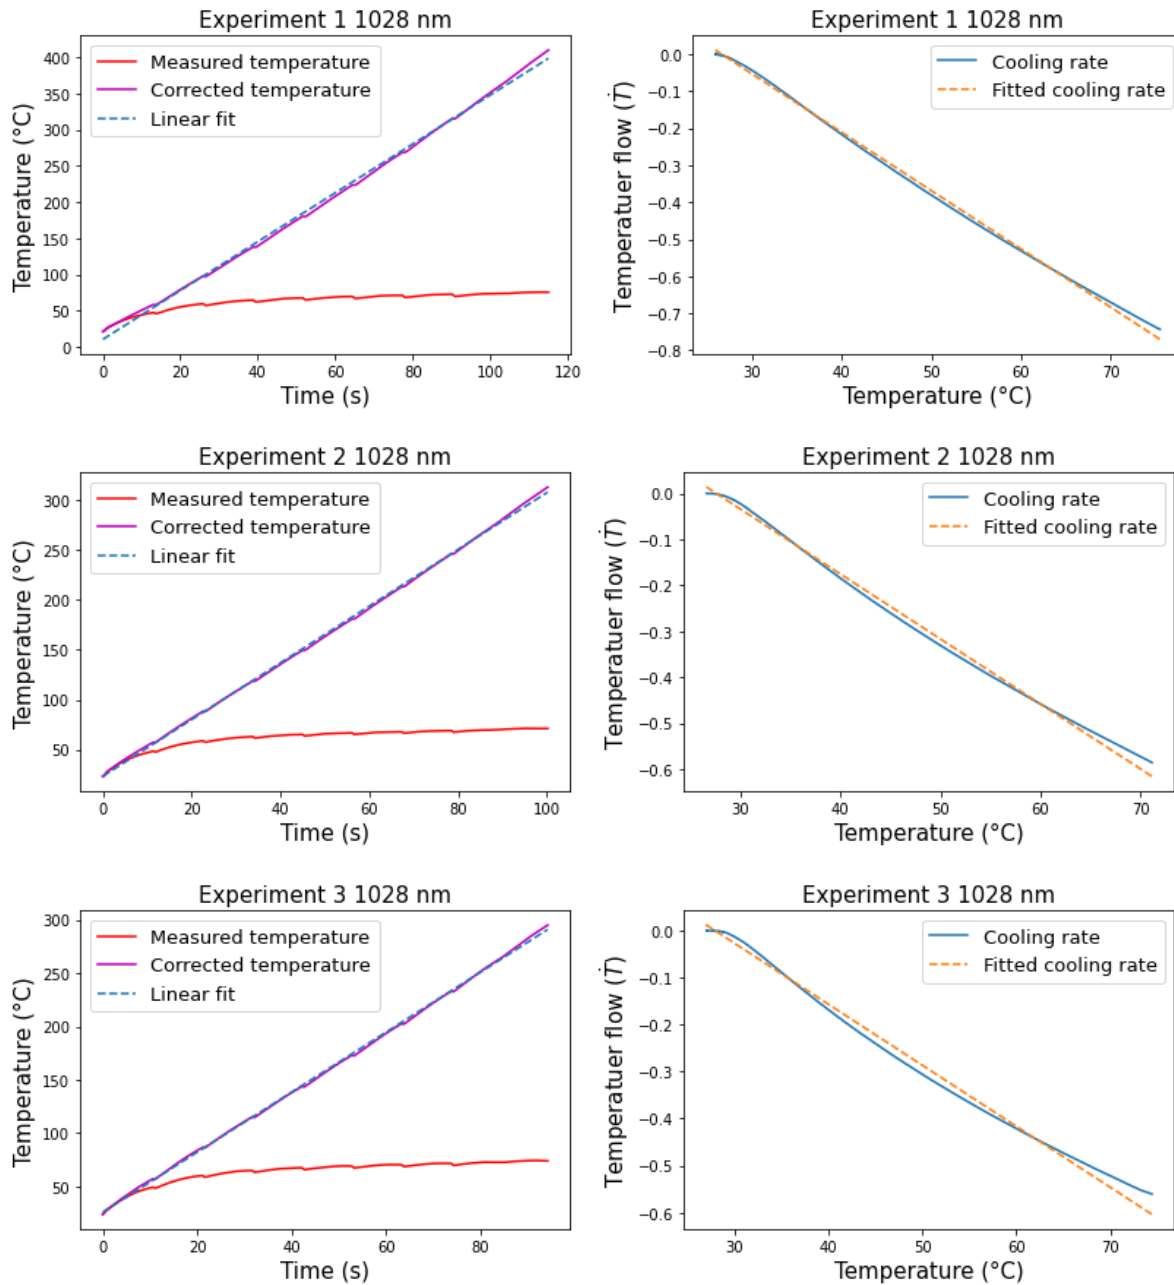 Experiment 1 1028 nm
Temperature (°C)
400
350
300
250
200
150
100
50
0
Measured temperature
Corrected temperature
Linear fit
0 20 40 60 80 100 120
Time (s)
Experiment 1 1028 nm
Temperatuer flow (Ṫ)
0.0
−0.1
−0.2
−0.3
−0.4
−0.5
−0.6
−0.7
−0.8
Cooling rate
Fitted cooling rate
30 40 50 60 70
Temperature (°C)
Experiment 2 1028 nm
Temperature (°C)
300
250
200
150
100
50
Measured temperature
Corrected temperature
Linear fit
0 20 40 60 80 100
Time (s)
Experiment 2 1028 nm
Temperatuer flow (Ṫ)
0.0
−0.1
−0.2
−0.3
−0.4
−0.5
−0.6
Cooling rate
Fitted cooling rate
30 40 50 60 70
Temperature (°C)
Experiment 3 1028 nm
Temperature (°C)
300
250
200
150
100
50
Measured temperature
Corrected temperature
Linear fit
0 20 40 60 80
Time (s)
Experiment 3 1028 nm
Temperatuer flow (Ṫ)
0.0
−0.1
−0.2
−0.3
−0.4
−0.5
−0.6
Cooling rate
Fitted cooling rate
30 40 50 60 70
Temperature (°C)